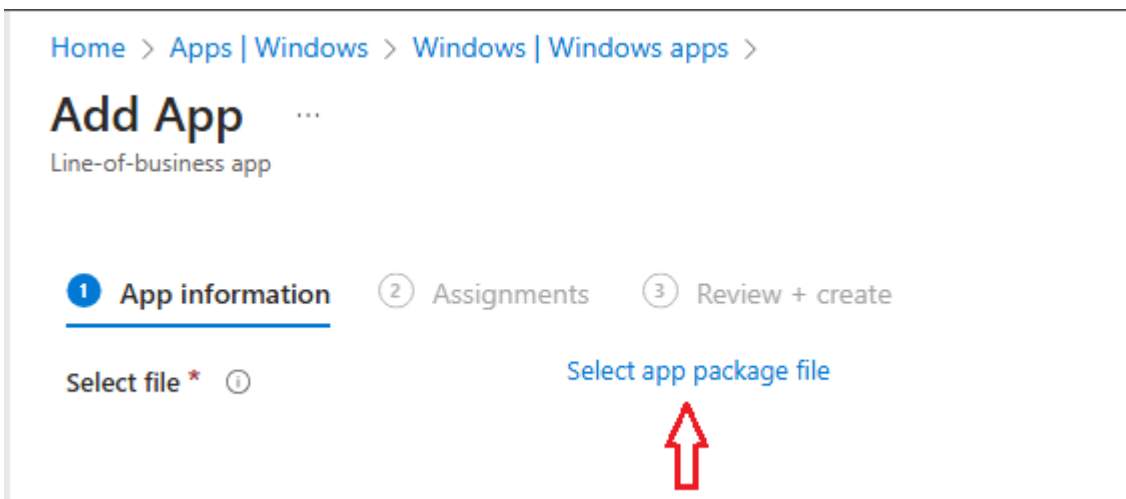 Home > Apps | Windows > Windows | Windows apps >
Add App ...
Line-of-business app
1 App information 2 Assignments 3 Review + create
Select file * Select app package file